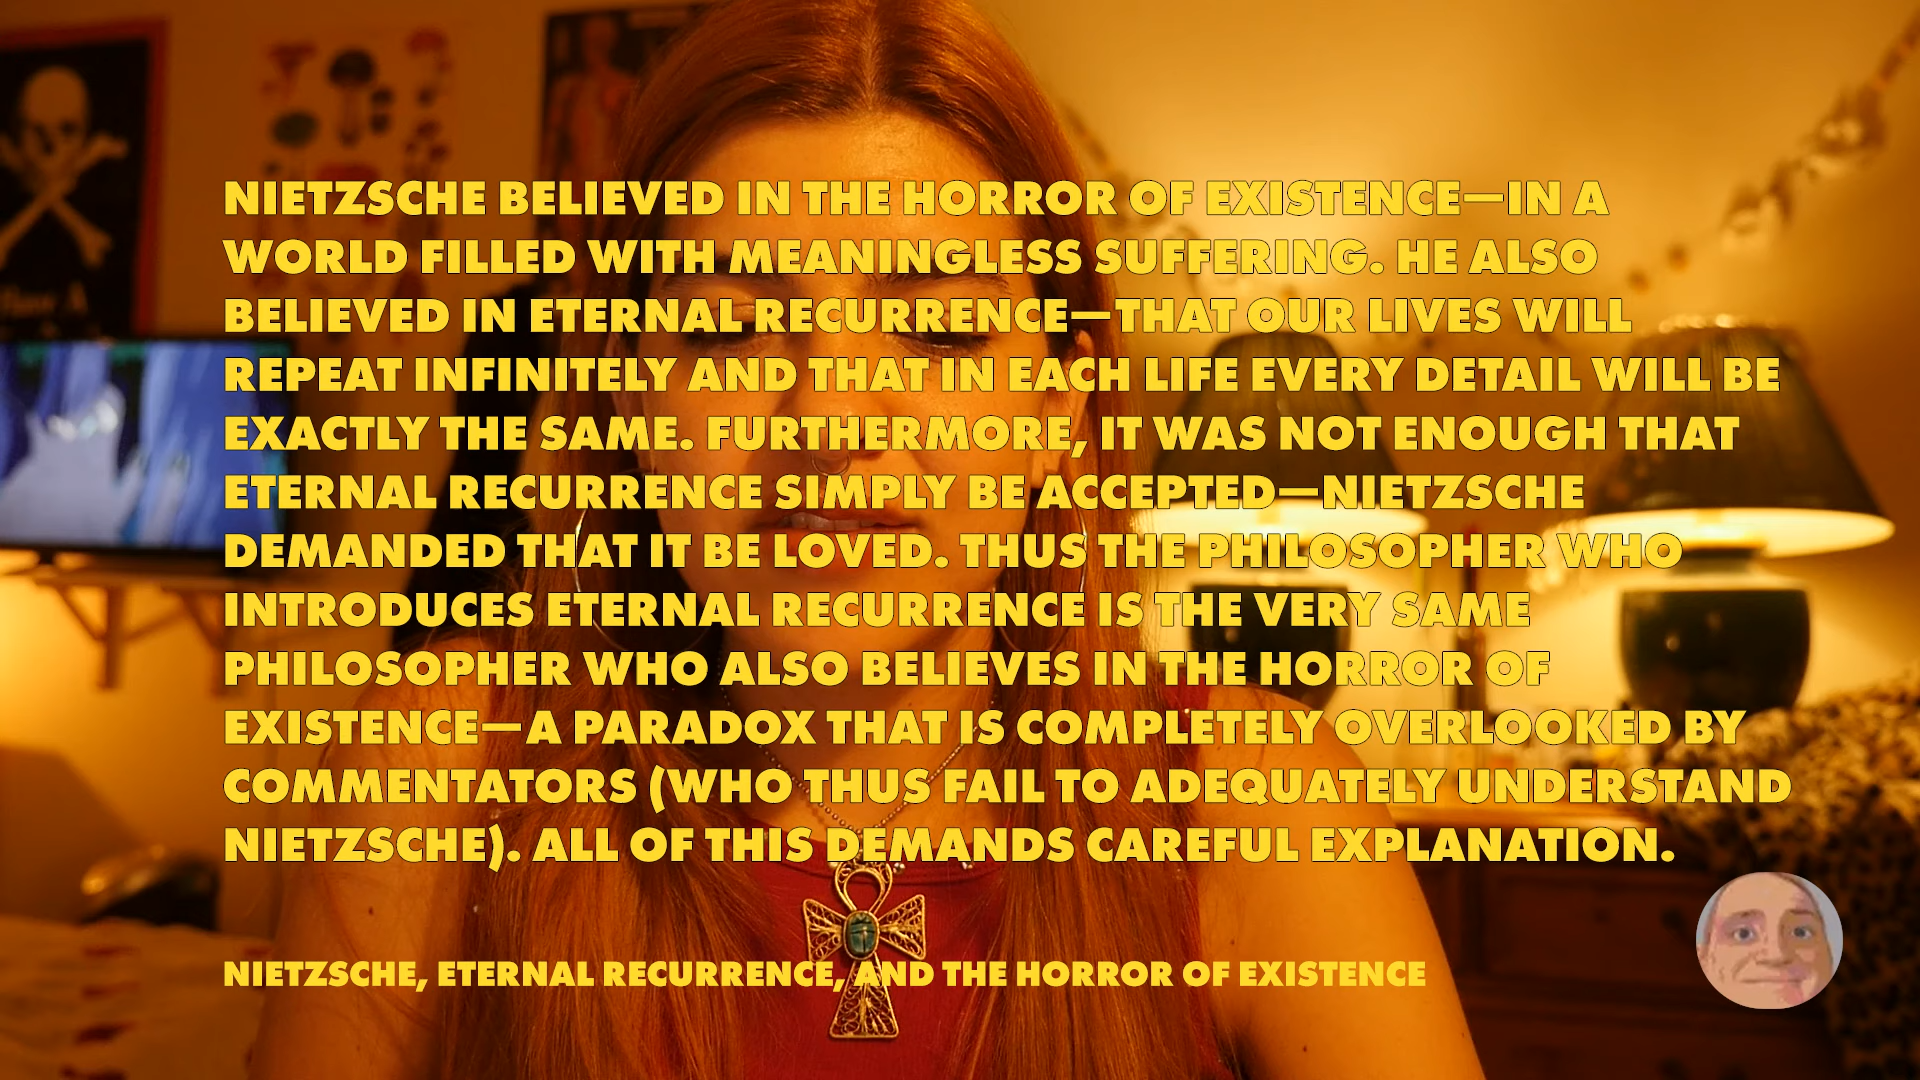 NIETZSCHE BELIEVED IN THE HORROR OF EXISTENCE—IN A
WORLD FILLED WITH MEANINGLESS SUFFERING. HE ALSO
BELIEVED IN ETERNAL RECURRENCE—THAT OUR LIVES WILL
REPEAT INFINITELY AND THAT IN EACH LIFE EVERY DETAIL WILL BE
EXACTLY THE SAME. FURTHERMORE, IT WAS NOT ENOUGH THAT
ETERNAL RECURRENCE SIMPLY BE ACCEPTED—NIETZSCHE
DEMANDED THAT IT BE LOVED. THUS THE PHILOSOPHER WHO
INTRODUCES ETERNAL RECURRENCE IS THE VERY SAME
PHILOSOPHER WHO ALSO BELIEVES IN THE HORROR OF
EXISTENCE—A PARADOX THAT IS COMPLETELY OVERLOOKED BY
COMMENTATORS (WHO THUS FAIL TO ADEQUATELY UNDERSTAND
NIETZSCHE). ALL OF THIS DEMANDS CAREFUL EXPLANATION.
NIETZSCHE, ETERNAL RECURRENCE, AND THE HORROR OF EXISTENCE